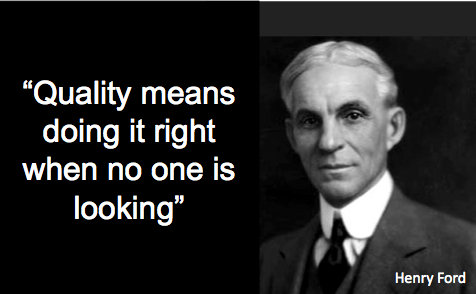 “Quality means
doing it right
when no one is
looking”
Henry Ford